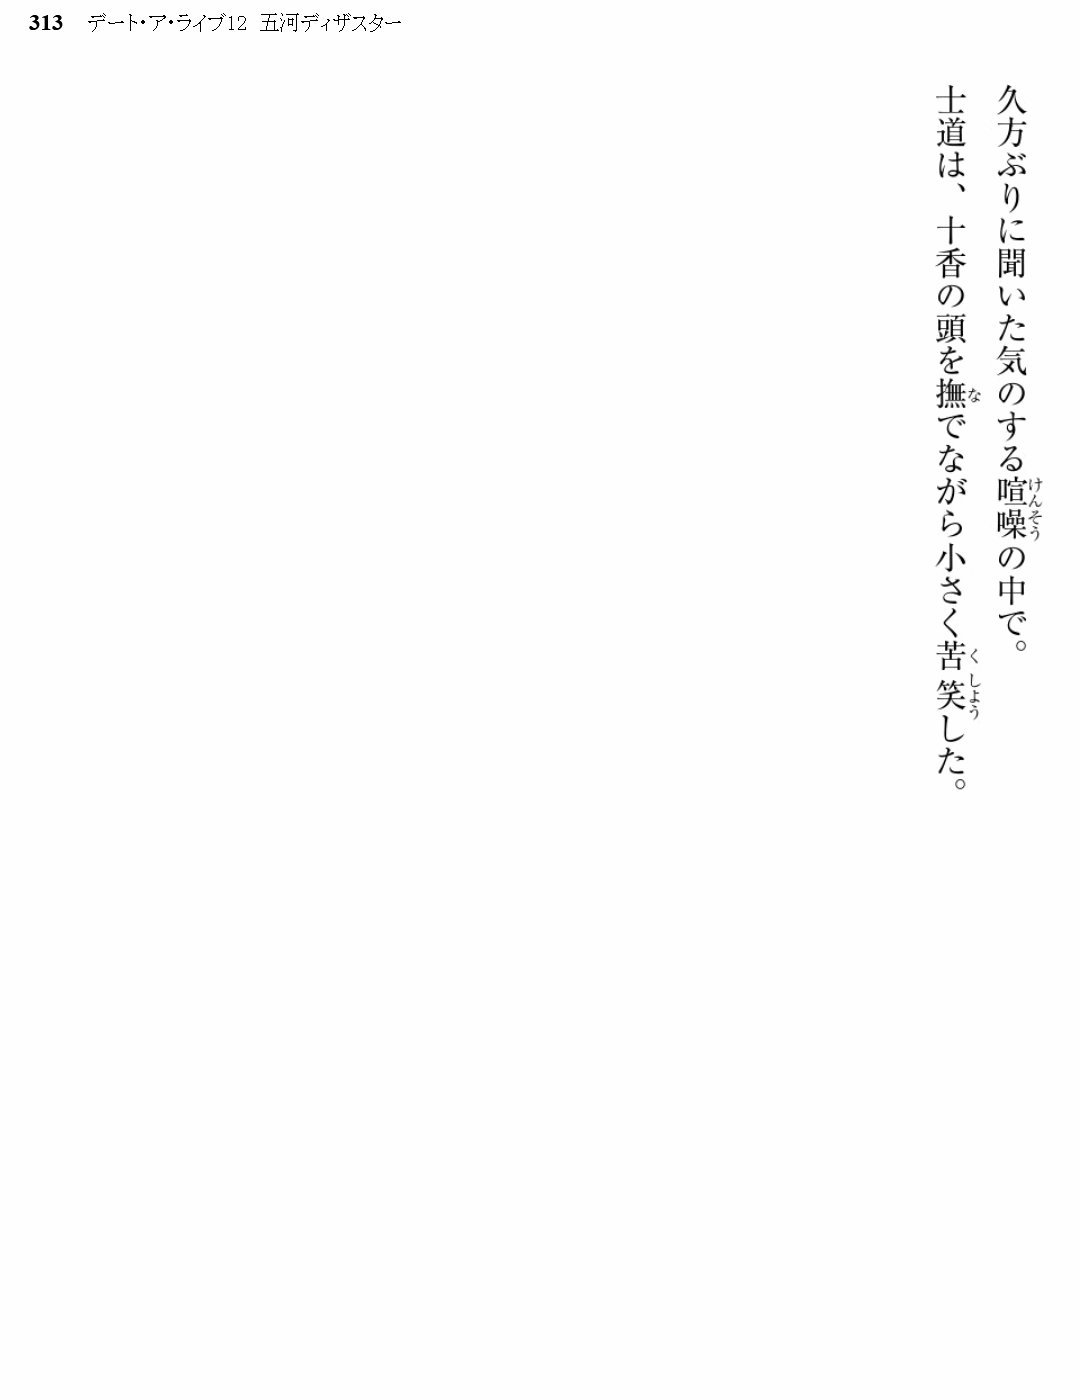 313 デート・ア・ライブ12 五河ディザスター
久方ぶりに聞いた気のする喧噪の中で。
士道は、十香の頭を撫でながら小さく苦笑した。